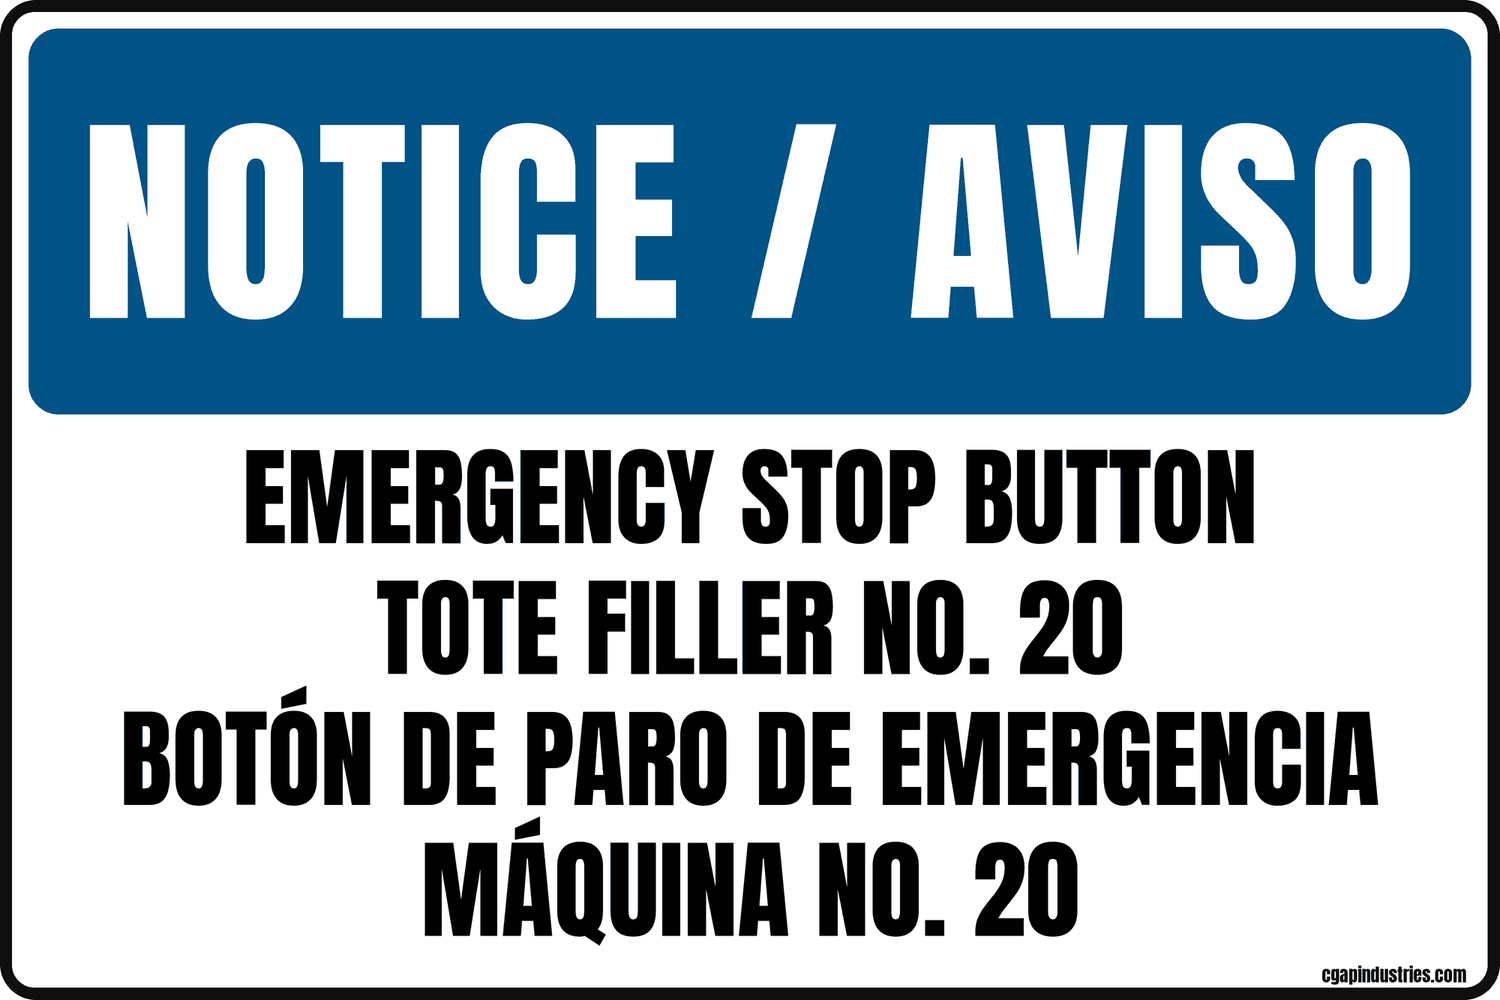 NOTICE / AVISO
EMERGENCY STOP BUTTON
TOTE FILLER NO. 20
BOTÓN DE PARO DE EMERGENCIA
MÁQUINA NO. 20
cgapindustries.com